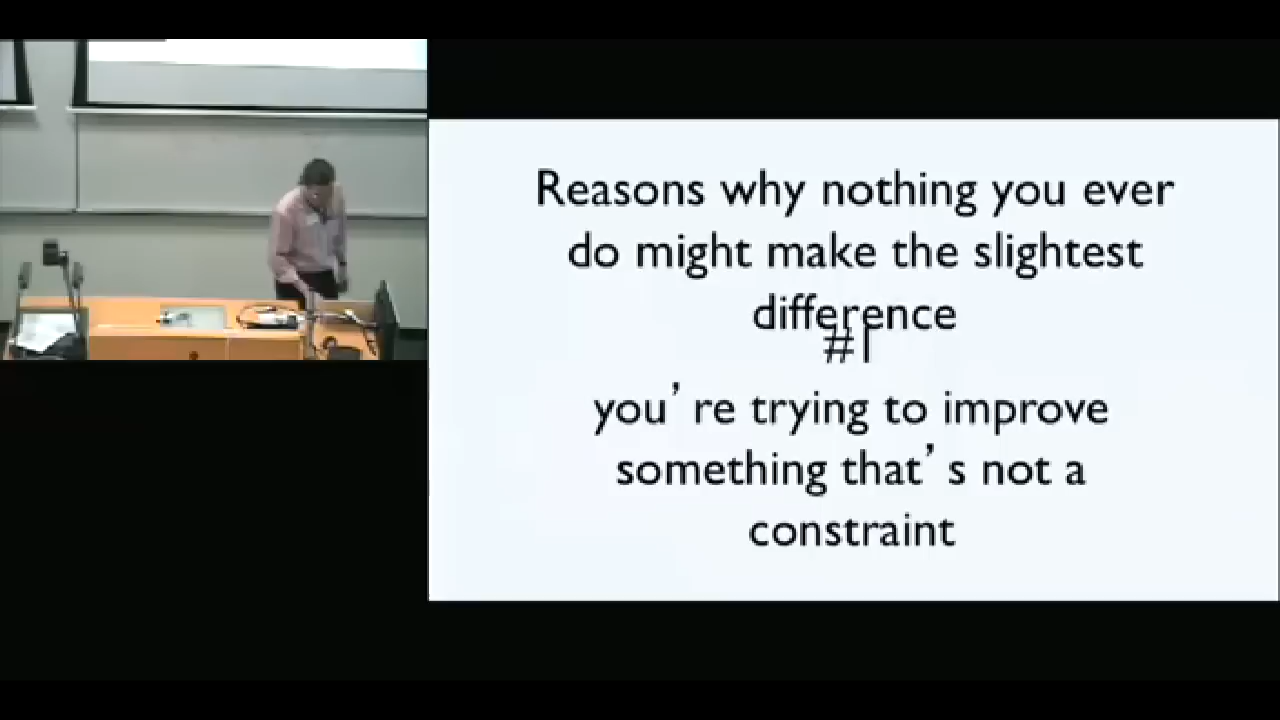 Reasons why nothing you ever
do might make the slightest
difference
#1
you’re trying to improve
something that’s not a
constraint